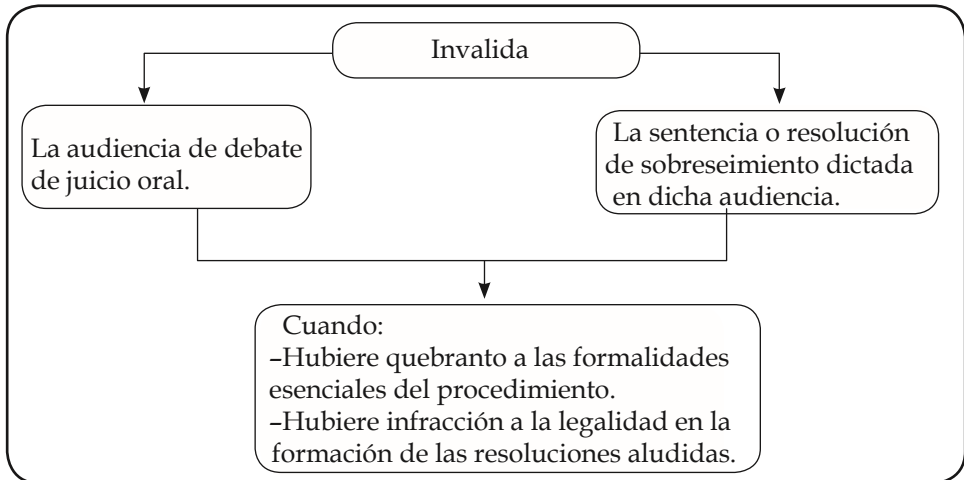 Invalida
La audiencia de debate
de juicio oral.
La sentencia o resolución
de sobreseimiento dictada
en dicha audiencia.
Cuando:
–Hubiere quebranto a las formalidades
esenciales del procedimiento.
–Hubiere infracción a la legalidad en la
formación de las resoluciones aludidas.